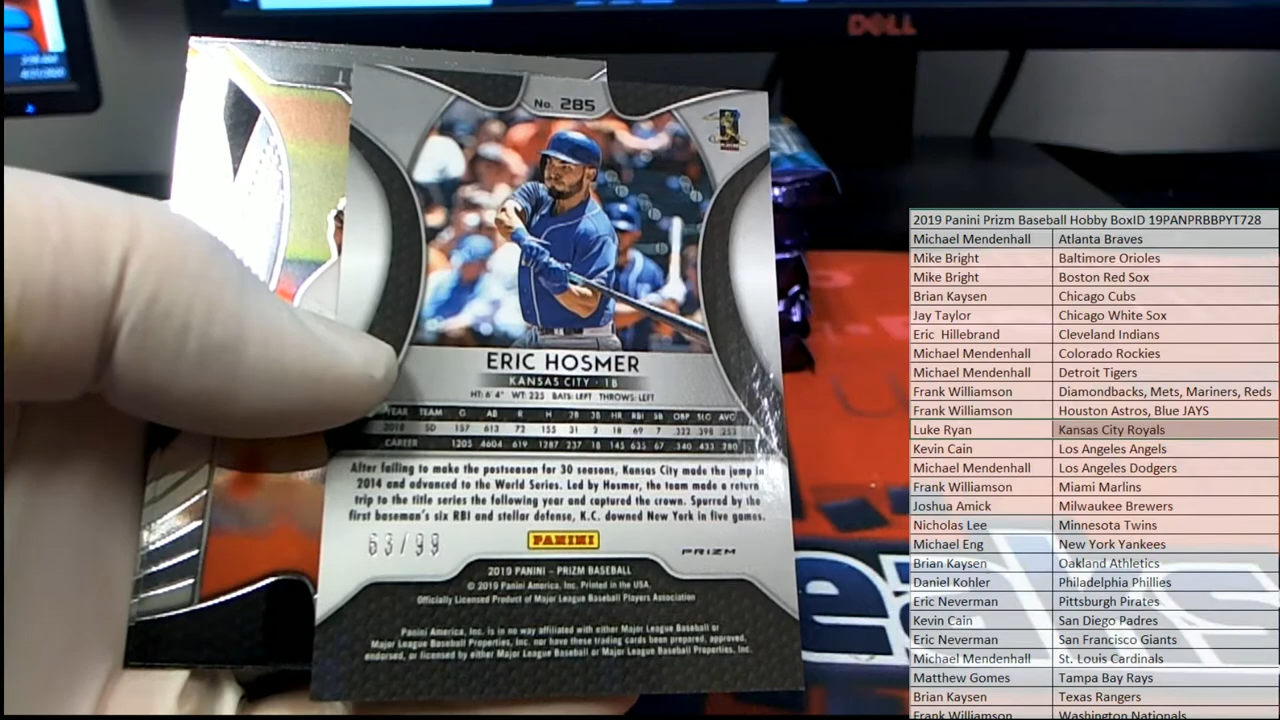 DELL
No. 285
ERIC HOSMER
KANSAS CITY · 1B
HT: 6' 4" WT: 225 BATS: LEFT THROWS: LEFT
YEAR TEAM G AB R H 2B 3B HR RBI SB OBP SLG AVG
2018 SD 157 613 72 155 31 2 18 69 7 .322 .398 .253
CAREER 1205 4604 619 1287 237 18 145 635 67 .340 .433 .280
After failing to make the postseason for 30 seasons, Kansas City made the jump in
2014 and advanced to the World Series. Led by Hosmer, the team made a return
trip to the title series the following year and captured the crown. Spurred by the
first baseman's six RBI and stellar defense, K.C. downed New York in five games.
63/99
PANINI
PRIZM
2019 PANINI – PRIZM BASEBALL
© 2019 Panini America, Inc. Printed in the USA.
Officially Licensed Product of Major League Baseball Players Association
Panini America, Inc. is in no way affiliated with either Major League Baseball or
Major League Baseball Properties, Inc. nor have these trading cards been prepared, approved,
endorsed, or licensed by either Major League Baseball or Major League Baseball Properties, Inc.
2019 Panini Prizm Baseball Hobby BoxID 19PANPRBBPYT728
Michael Mendenhall Atlanta Braves
Mike Bright Baltimore Orioles
Mike Bright Boston Red Sox
Brian Kaysen Chicago Cubs
Jay Taylor Chicago White Sox
Eric Hillebrand Cleveland Indians
Michael Mendenhall Colorado Rockies
Michael Mendenhall Detroit Tigers
Frank Williamson Diamondbacks, Mets, Mariners, Reds
Frank Williamson Houston Astros, Blue JAYS
Luke Ryan Kansas City Royals
Kevin Cain Los Angeles Angels
Michael Mendenhall Los Angeles Dodgers
Frank Williamson Miami Marlins
Joshua Amick Milwaukee Brewers
Nicholas Lee Minnesota Twins
Michael Eng New York Yankees
Brian Kaysen Oakland Athletics
Daniel Kohler Philadelphia Phillies
Eric Neverman Pittsburgh Pirates
Kevin Cain San Diego Padres
Eric Neverman San Francisco Giants
Michael Mendenhall St. Louis Cardinals
Matthew Gomes Tampa Bay Rays
Brian Kaysen Texas Rangers
Frank Williamson Washington Nationals